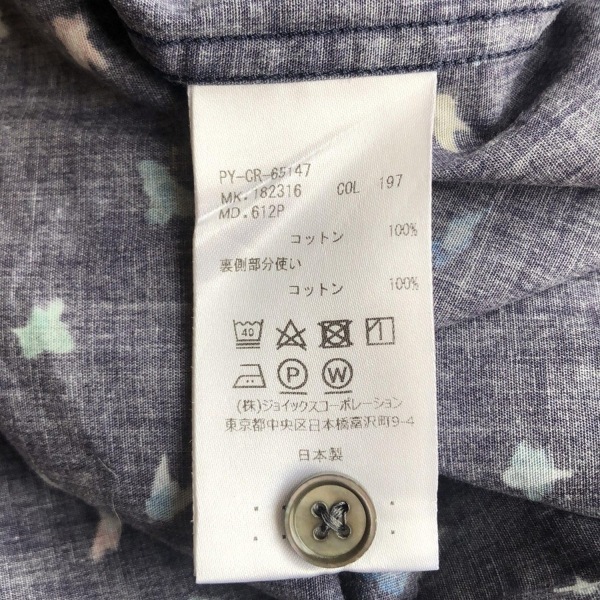 PY-CR-65147
MK.182316 COL 197
MD.612P
コットン 100%
裏側部分使い
コットン 100%
40
P W
(株)ジョイックスコーポレーション
東京都中央区日本橋富沢町9-4
日本製